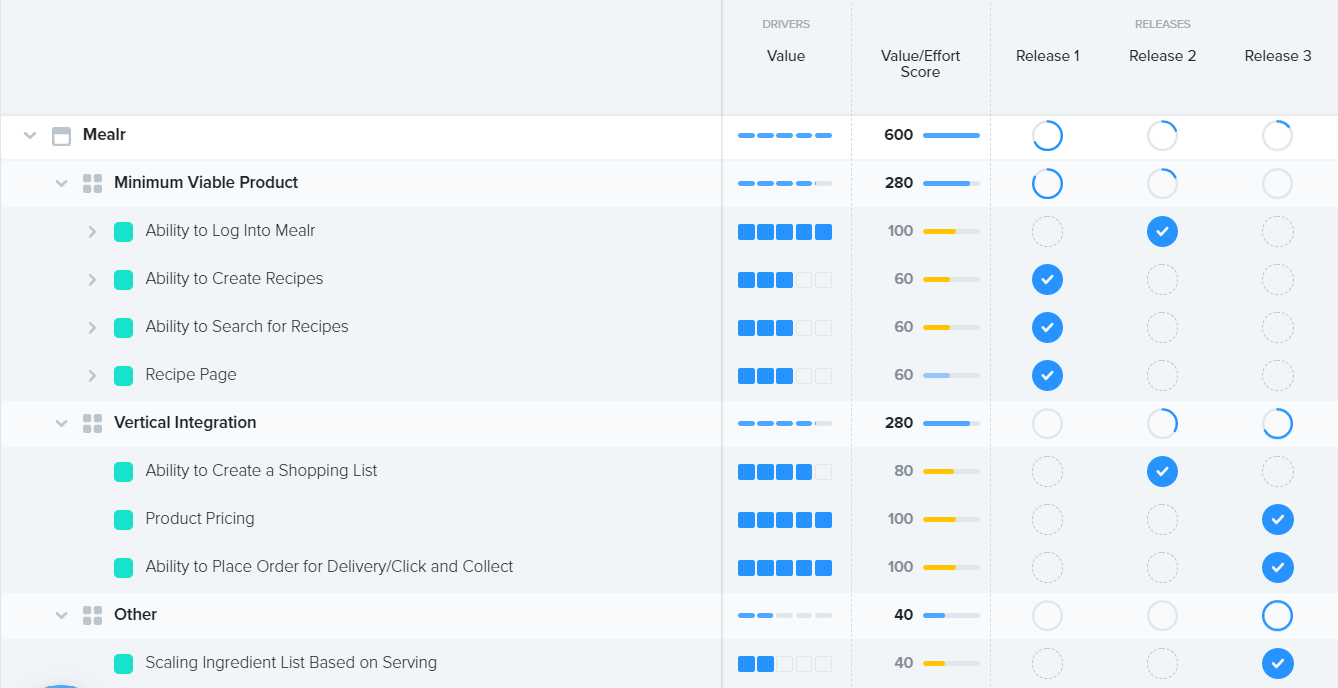 DRIVERS
RELEASES
Value
Value/Effort
Score
Release 1
Release 2
Release 3
Mealr
600
Minimum Viable Product
280
Ability to Log Into Mealr
100
Ability to Create Recipes
60
Ability to Search for Recipes
60
Recipe Page
60
Vertical Integration
280
Ability to Create a Shopping List
80
Product Pricing
100
Ability to Place Order for Delivery/Click and Collect
100
Other
40
Scaling Ingredient List Based on Serving
40